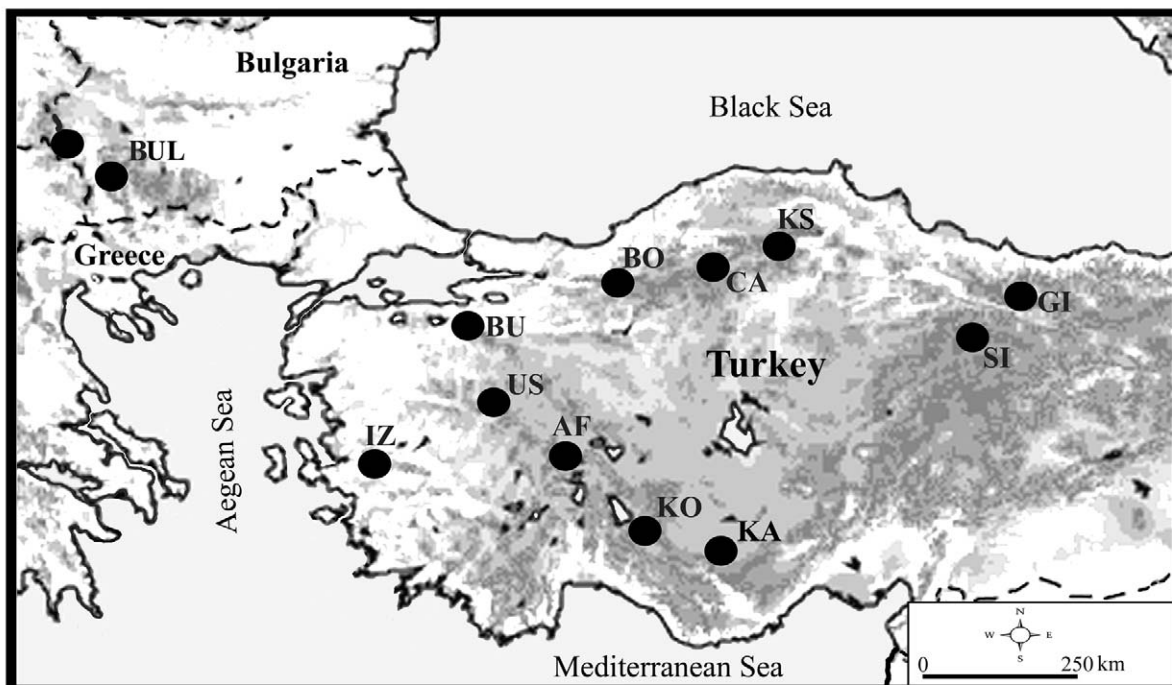 Bulgaria
Black Sea
BUL
KS
Greece
BO
CA
GI
BU
SI
Turkey
US
AF
IZ
Aegean Sea
KO
KA
N
W E
S
0 250 km
Mediterranean Sea